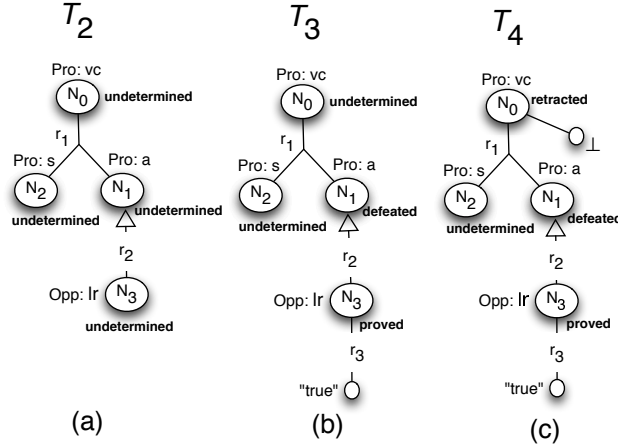 T2
Pro: vc
N0
undetermined
r1
Pro: s
Pro: a
N2
N1
undetermined
undetermined
r2
Opp: lr
N3
undetermined
(a)
T3
Pro: vc
N0
undetermined
r1
Pro: s
Pro: a
N2
N1
undetermined
defeated
r2
Opp: lr
N3
proved
r3
"true"
(b)
T4
Pro: vc
N0
retracted
r1
⊥
Pro: s
Pro: a
N2
N1
undetermined
defeated
r2
Opp: lr
N3
proved
r3
"true"
(c)